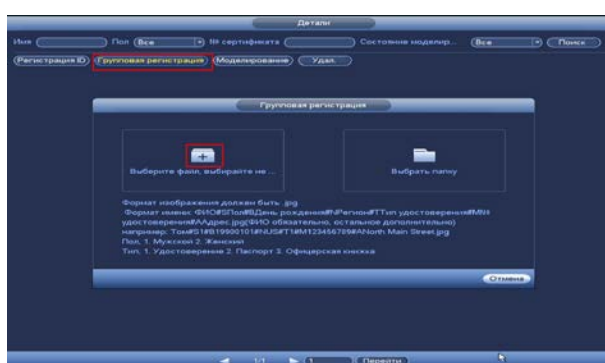 Детали
Имя Пол (Все № сертификата Состояние моделир... (Все Поиск
Регистрация ID Групповая регистрация Моделирование Удал.
Групповая регистрация
Выберите файл, выбирайте не ... Выбрать папку
Формат изображения должен быть .jpg
Формат имени: ФИО#SПол#BДень рождения#NРегион#TТип удостоверения#M№
удостоверения#AАдрес.jpg(ФИО обязательно, остальное дополнительно)
например: Том#S1#B19900101#NUS#T1#M123456789#ANorth Main Street.jpg
Пол, 1. Мужской 2. Женский
Тип, 1. Удостоверение 2. Паспорт 3. Офицерская книжка
Отмена
1/1 1 Перейти